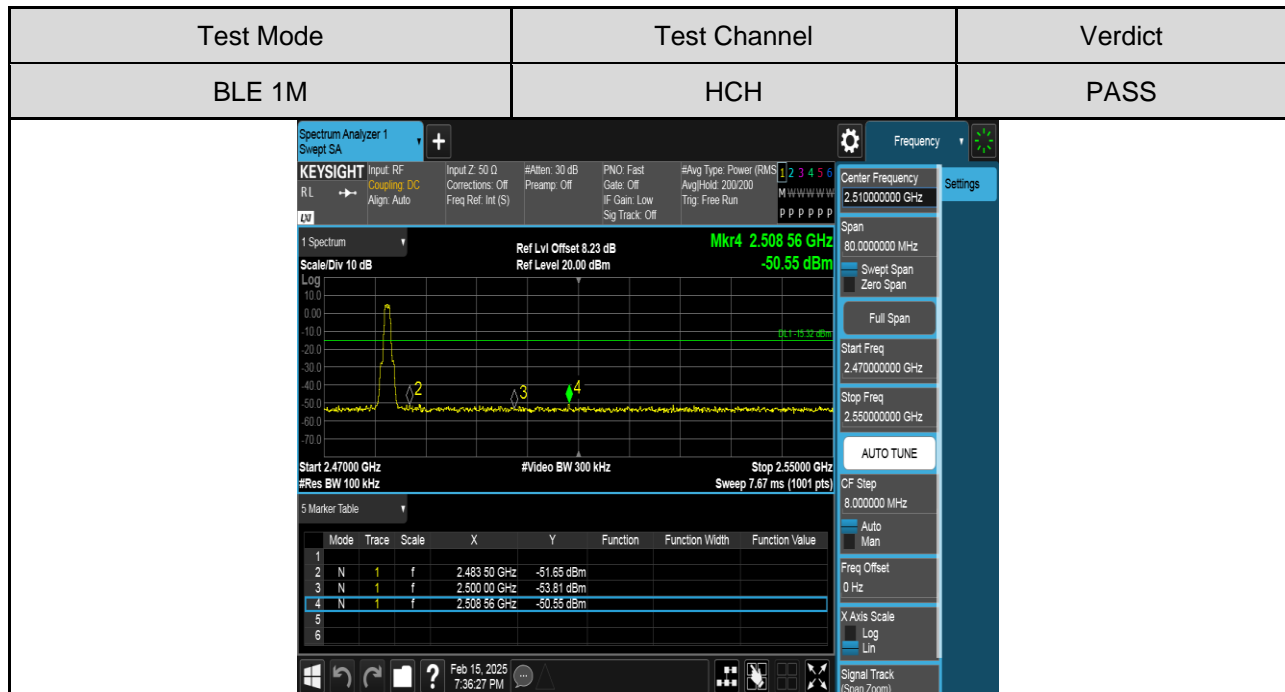 Test Mode Test Channel Verdict
BLE 1M HCH PASS
Spectrum Analyzer 1
Swept SA
+
Frequency
KEYSIGHT
RL
LXI
Input: RF
Coupling: DC
Align: Auto
Input Z: 50 Ω
Corrections: Off
Freq Ref: Int (S)
#Atten: 30 dB
Preamp: Off
PNO: Fast
Gate: Off
IF Gain: Low
Sig Track: Off
#Avg Type: Power (RMS
Avg|Hold: 200/200
Trig: Free Run
1 2 3 4 5 6
M W W W W W
P P P P P P
1 Spectrum
Scale/Div 10 dB
Ref Lvl Offset 8.23 dB
Ref Level 20.00 dBm
Mkr4 2.508 56 GHz
-50.55 dBm
Log
10.0
0.00
-10.0
DL1 -15.32 dBm
-20.0
-30.0
-40.0
2 3 4
-50.0
-60.0
-70.0
Start 2.47000 GHz #Video BW 300 kHz Stop 2.55000 GHz
#Res BW 100 kHz Sweep 7.67 ms (1001 pts)
5 Marker Table
Mode Trace Scale X Y Function Function Width Function Value
1
2 N 1 f 2.483 50 GHz -51.65 dBm
3 N 1 f 2.500 00 GHz -53.81 dBm
4 N 1 f 2.508 56 GHz -50.55 dBm
5
6
?
Feb 15, 2025
7:36:27 PM
Settings
Center Frequency
2.510000000 GHz
Span
80.0000000 MHz
Swept Span
Zero Span
Full Span
Start Freq
2.470000000 GHz
Stop Freq
2.550000000 GHz
AUTO TUNE
CF Step
8.000000 MHz
Auto
Man
Freq Offset
0 Hz
X Axis Scale
Log
Lin
Signal Track
(Span Zoom)